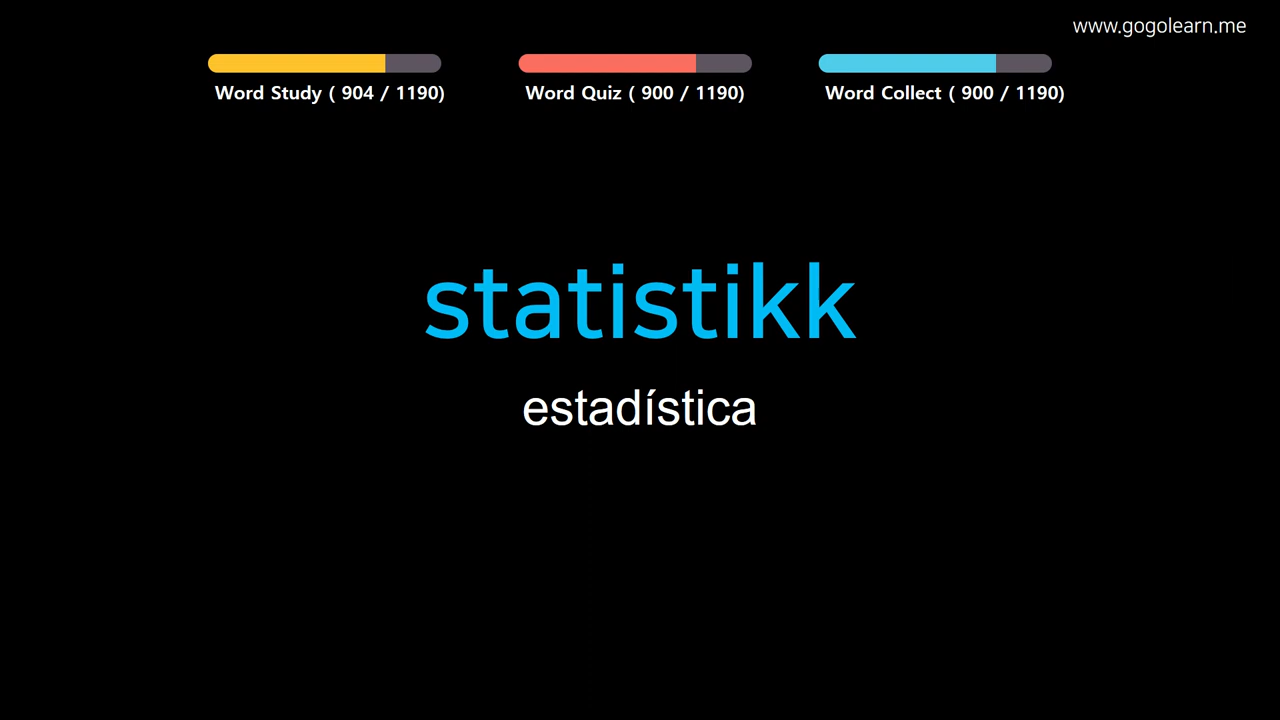 www.gogolearn.me
Word Study ( 904 / 1190)
Word Quiz ( 900 / 1190)
Word Collect ( 900 / 1190)
statistikk
estadística